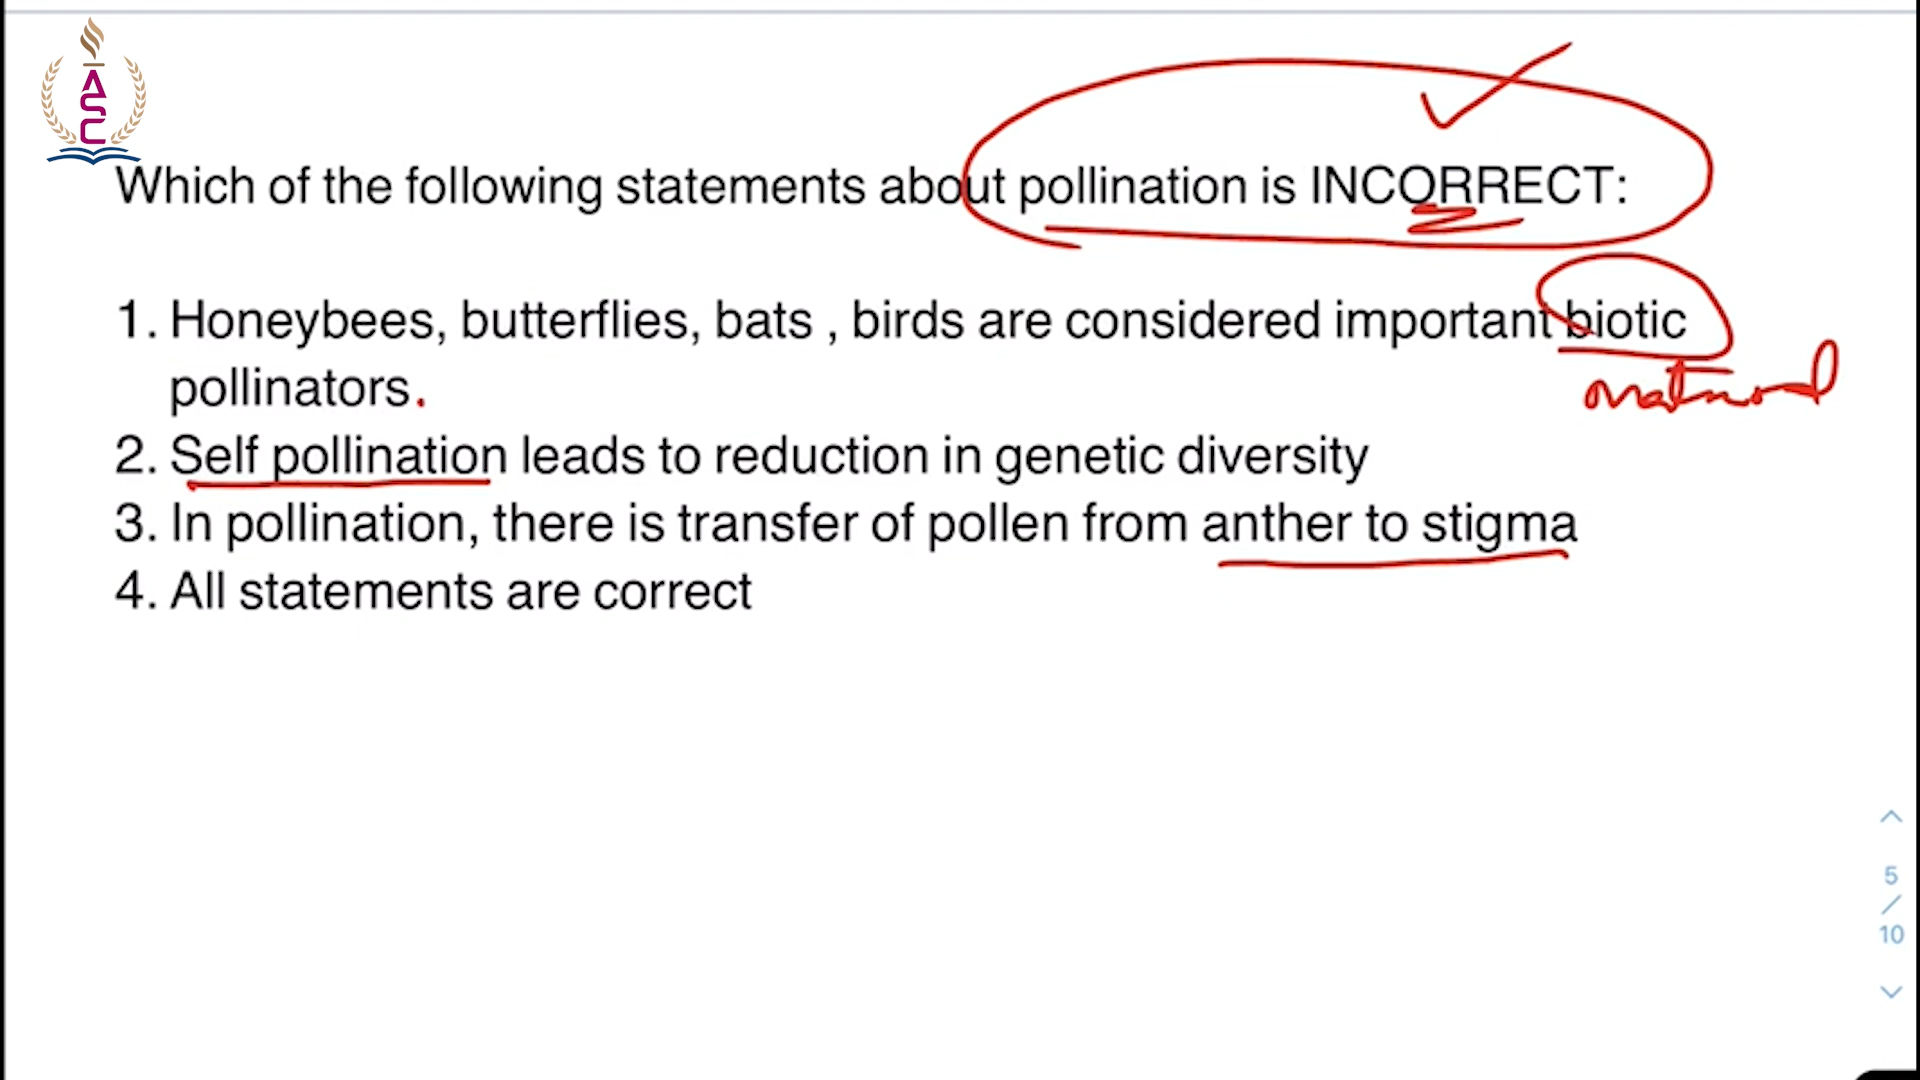 ASC
Which of the following statements about pollination is INCORRECT:
1. Honeybees, butterflies, bats , birds are considered important biotic
pollinators.
natural
2. Self pollination leads to reduction in genetic diversity
3. In pollination, there is transfer of pollen from anther to stigma
4. All statements are correct
5
/
10